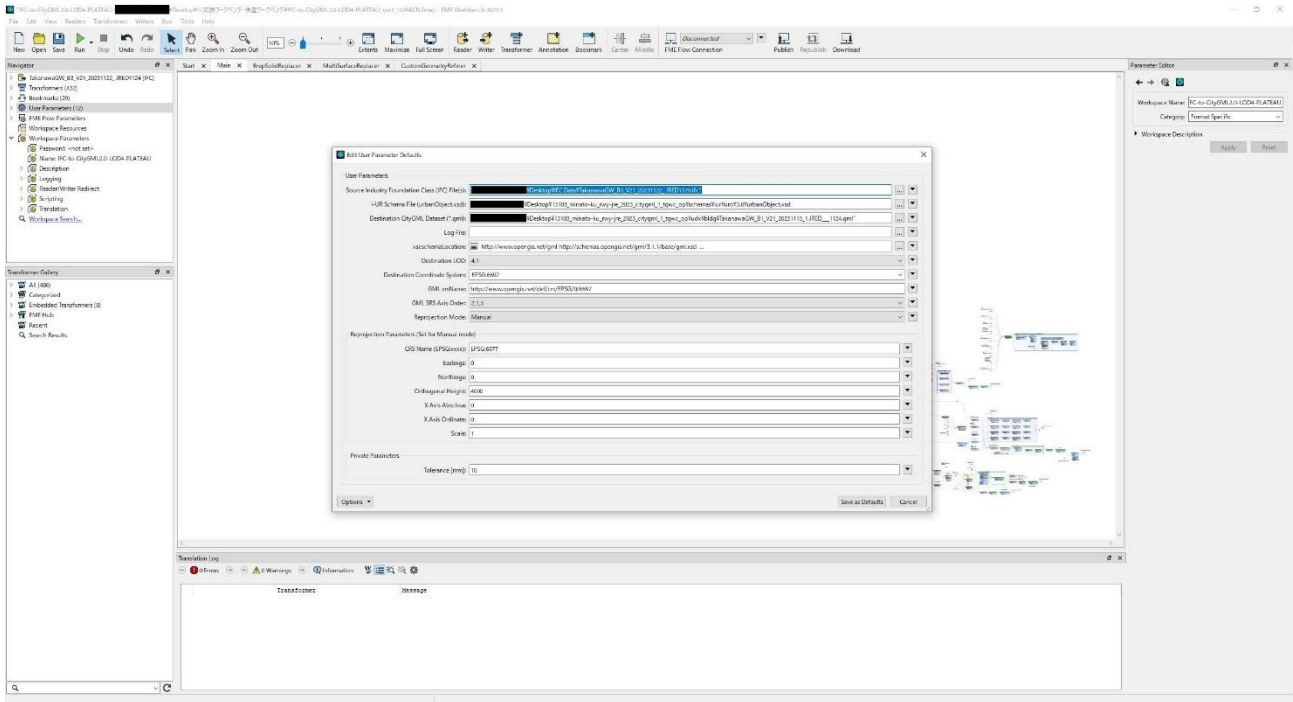 File Edit View Readers Transformers Writers Run Tools Help
New Open Save Run Stop Undo Redo Select Pan Zoom In Zoom Out Extents Maximize Full Screen Reader Writer Transformer Annotation Bookmark Center Middle FME Flow Connection Publish Republish Download
Disconnected
Navigator
Start Main BrepSolidReplacer MultiSurfaceReplacer CustomGeometryRefiner
Parameter Editor
Transformers (432)
Bookmarks (29)
User Parameters (12)
FME Flow Parameters
Workspace Resources
Workspace Parameters
Password: <not set>
Name: IFC-to-CityGML2.0-LOD4-PLATEAU
Description
Logging
Reader/Writer Redirect
Scripting
Translation
Workspace Search...
Workspace Name:
Category: Format Specific
Workspace Description
Apply Reset
Transformer Gallery
Categorized
Embedded Transformers (8)
FME Hub
Recent
Search Results
Edit User Parameter Defaults
User Parameters
Source Industry Foundation Class (IFC) File(s):
i-UR Schema File (urbanObject.xsd):
Destination CityGML Dataset (*.gml):
Log File:
xsi:schemaLocation: http://www.opengis.net/gml http://schemas.opengis.net/gml/3.1.1/base/gml.xsd ...
Destination LOD: 4.1
Destination Coordinate System: EPSG:6697
GML srsName: http://www.opengis.net/def/crs/EPSG/0/6697
GML SRS Axis Order: 2,1,3
Reprojection Mode: Manual
Reprojection Parameters (Set for Manual mode)
CRS Name (EPSG:xxxx): EPSG:6677
Eastings: 0
Northings: 0
Orthogonal Height: 4000
X Axis Abscissa: 0
X Axis Ordinate: 0
Scale: 1
Private Parameters
Tolerance [mm]: 10
Options Save as Defaults Cancel
Translation Log
0 Errors 0 Warnings Information
Transformer Message